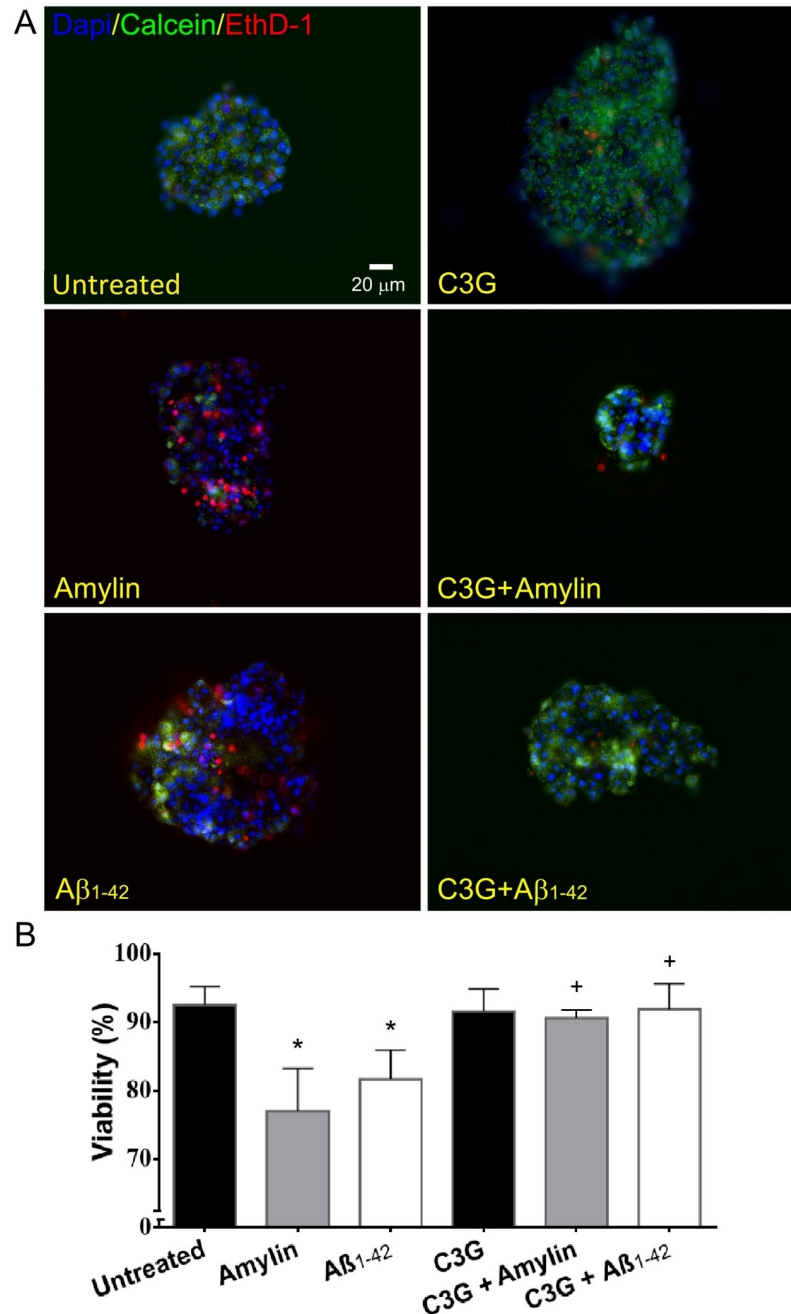 A
Dapi/Calcein/EthD-1
Untreated
20 μm
C3G
Amylin
C3G+Amylin
Aβ1-42
C3G+Aβ1-42
B
Viability (%)
100
90
80
70
0
*
*
+
+
Untreated
Amylin
Aß1-42
C3G
C3G + Amylin
C3G + Aß1-42